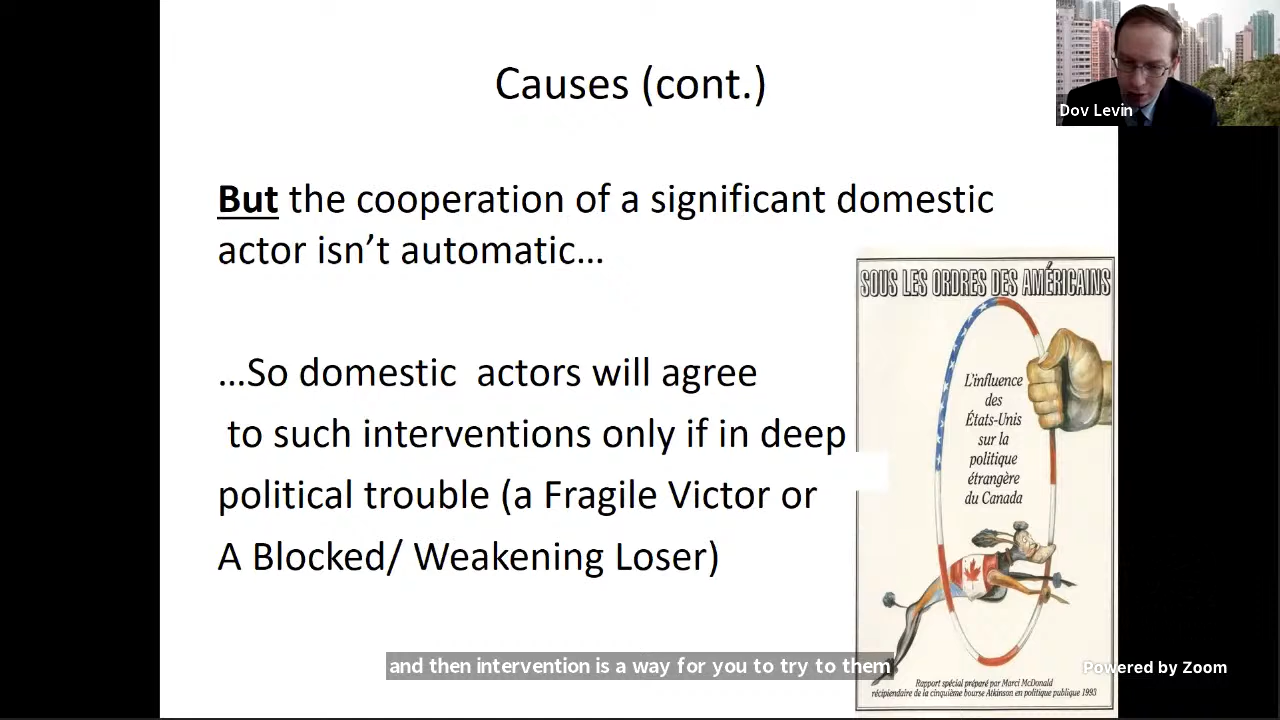 Causes (cont.)
Dov Levin
But the cooperation of a significant domestic
actor isn’t automatic…
…So domestic  actors will agree
to such interventions only if in deep
political trouble (a Fragile Victor or
A Blocked/ Weakening Loser)
SOUS LES ORDRES DES AMÉRICAINS
L'influence
des
États-Unis
sur la
politique
étrangère
du Canada
Rapport spécial préparé par Marci McDonald
récipiendaire de la cinquième bourse Atkinson en politique publique 1993
and then intervention is a way for you to try to them
Powered by Zoom